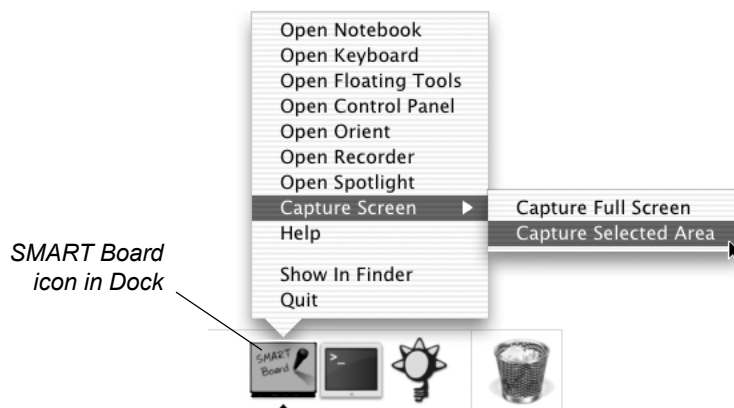 Open Notebook
Open Keyboard
Open Floating Tools
Open Control Panel
Open Orient
Open Recorder
Open Spotlight
Capture Screen
Capture Full Screen
Help
Capture Selected Area
Show In Finder
Quit
SMART Board
icon in Dock
SMART
Board
>_